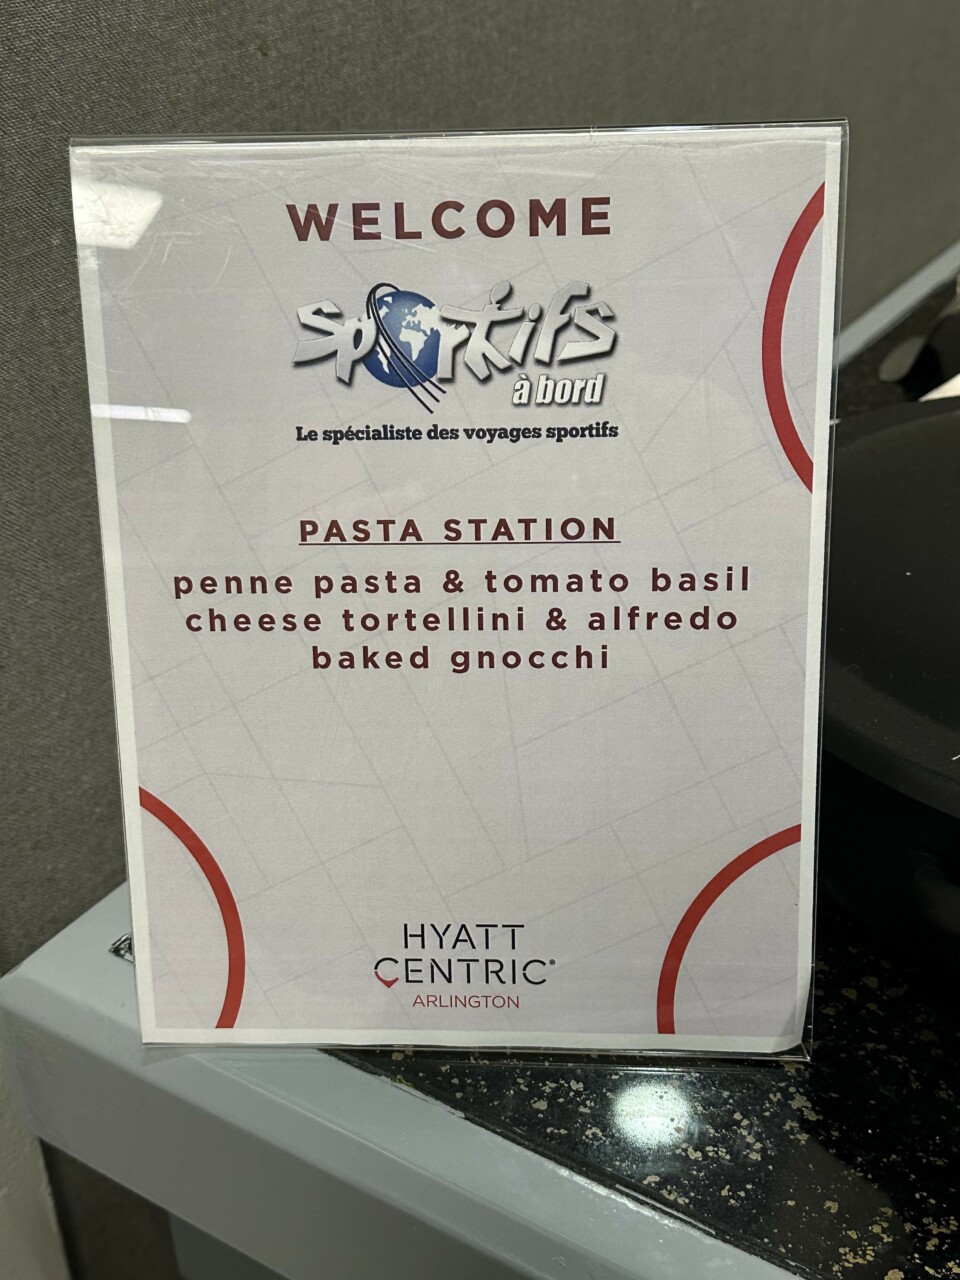 WELCOME
Sportifs
à bord
Le spécialiste des voyages sportifs
PASTA STATION
penne pasta & tomato basil
cheese tortellini & alfredo
baked gnocchi
HYATT
CENTRIC®
ARLINGTON